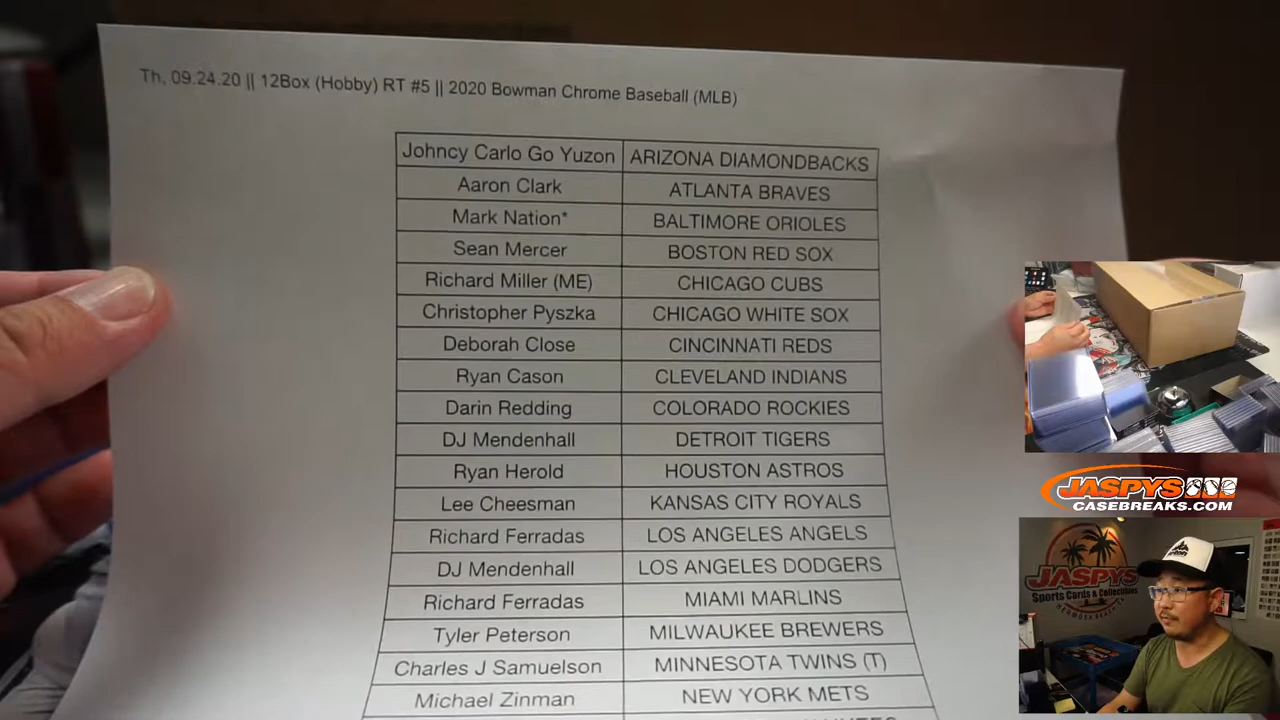 Th, 09.24.20 || 12Box (Hobby) RT #5 || 2020 Bowman Chrome Baseball (MLB)
Johncy Carlo Go Yuzon ARIZONA DIAMONDBACKS
Aaron Clark ATLANTA BRAVES
Mark Nation* BALTIMORE ORIOLES
Sean Mercer BOSTON RED SOX
Richard Miller (ME) CHICAGO CUBS
Christopher Pyszka CHICAGO WHITE SOX
Deborah Close CINCINNATI REDS
Ryan Cason CLEVELAND INDIANS
Darin Redding COLORADO ROCKIES
DJ Mendenhall DETROIT TIGERS
Ryan Herold HOUSTON ASTROS
Lee Cheesman KANSAS CITY ROYALS
Richard Ferradas LOS ANGELES ANGELS
DJ Mendenhall LOS ANGELES DODGERS
Richard Ferradas MIAMI MARLINS
Tyler Peterson MILWAUKEE BREWERS
Charles J Samuelson MINNESOTA TWINS (T)
Michael Zinman NEW YORK METS
JASPYS
CASEBREAKS.COM
JASPYS
Sports Cards & Collectibles
HERMOSA BEACH, CA